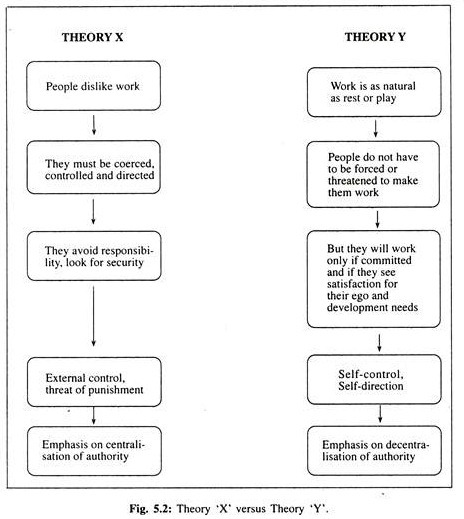 THEORY X
People dislike work
They must be coerced,
controlled and directed
They avoid responsibi-
lity, look for security
External control,
threat of punishment
Emphasis on centrali-
sation of authority
THEORY Y
Work is as natural
as rest or play
People do not have
to be forced or
threatened to make
them work
But they will work
only if committed
and if they see
satisfaction for
their ego and
development needs
Self-control,
Self-direction
Emphasis on decentra-
lisation of authority
Fig. 5.2: Theory 'X' versus Theory 'Y'.